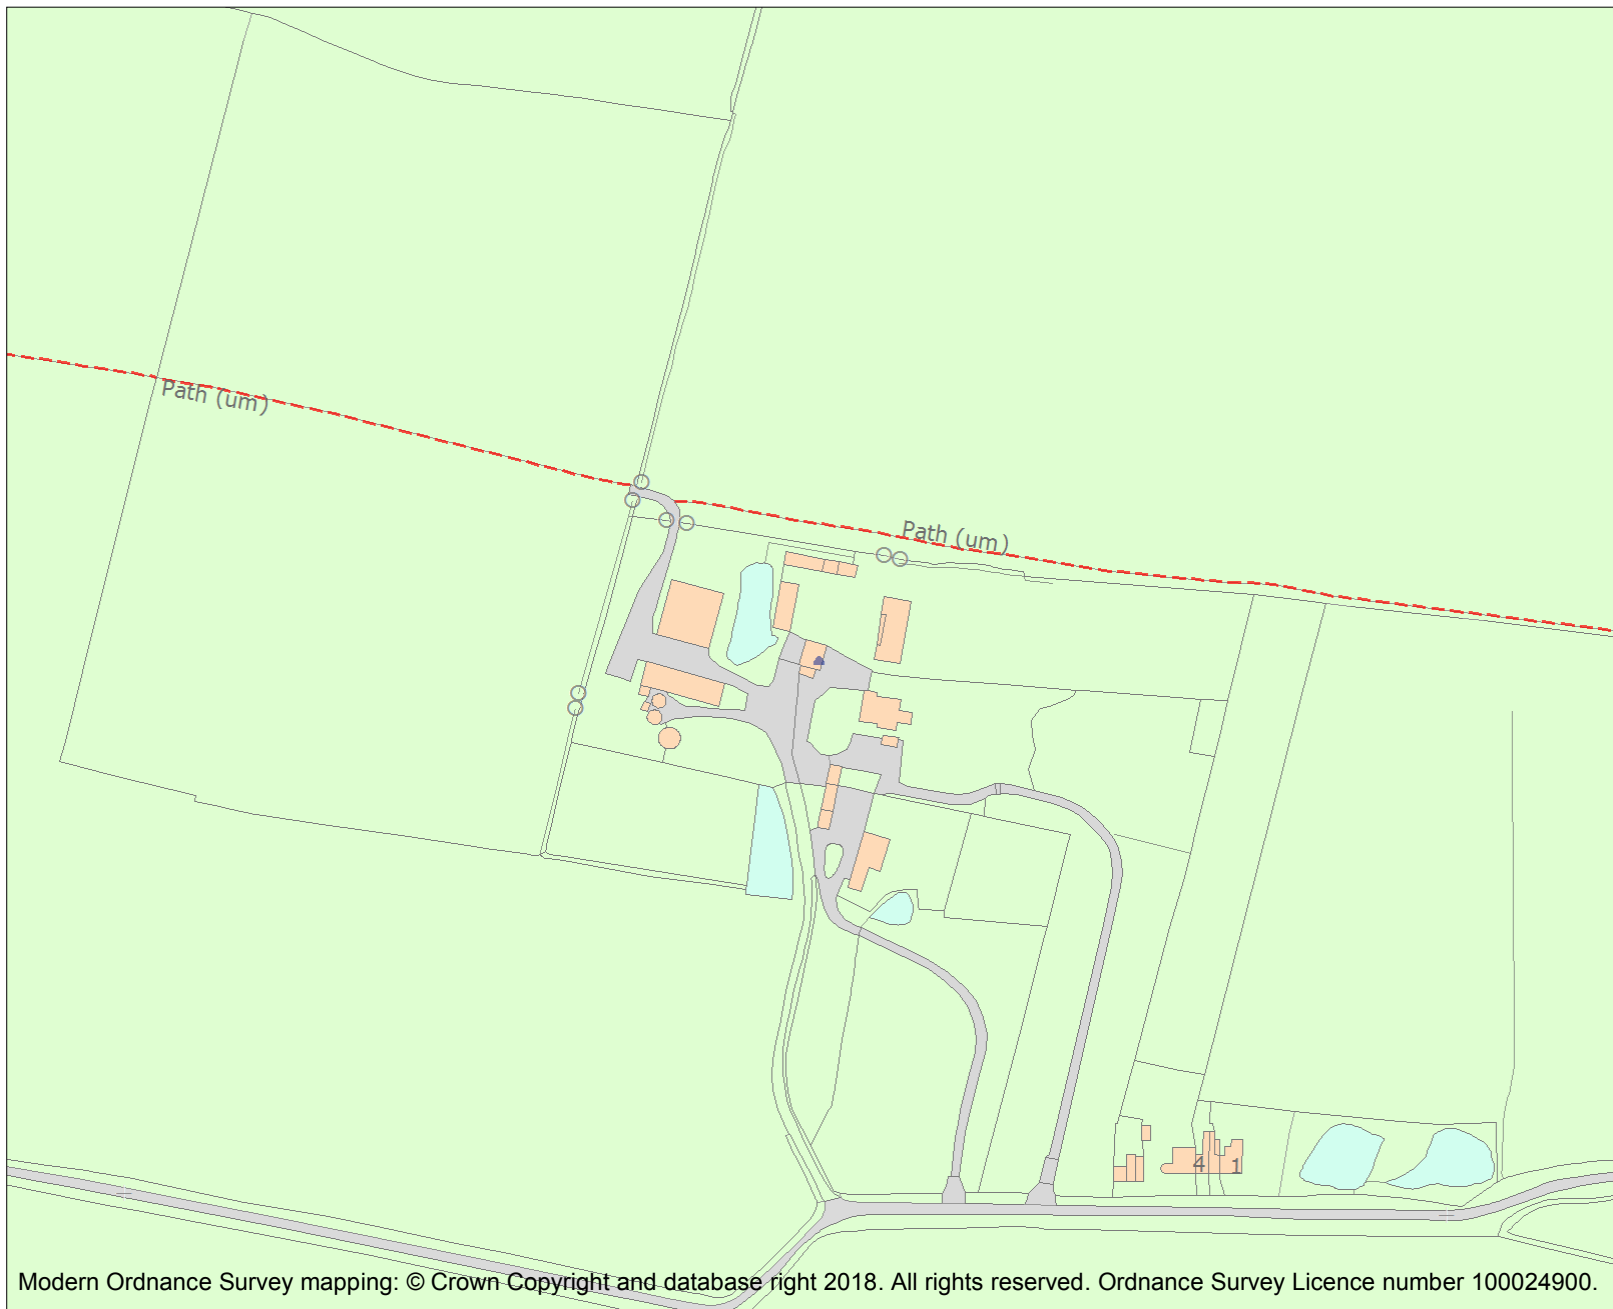 Path (um)
Path (um)
4 1
Modern Ordnance Survey mapping: © Crown Copyright and database right 2018. All rights reserved. Ordnance Survey Licence number 100024900.